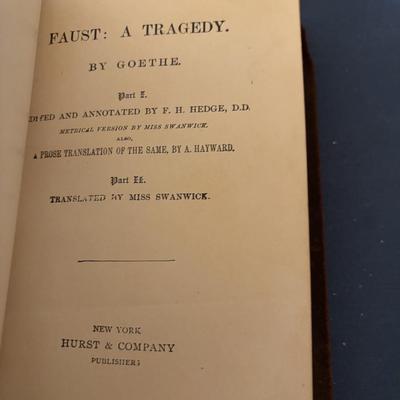 FAUST: A TRAGEDY.
BY GOETHE.
Part I.
EDITED AND ANNOTATED BY F. H. HEDGE, D.D.
METRICAL VERSION BY MISS SWANWICK.
ALSO,
A PROSE TRANSLATION OF THE SAME, BY A. HAYWARD.
Part II.
TRANSLATED BY MISS SWANWICK.
NEW YORK
HURST & COMPANY
PUBLISHERS